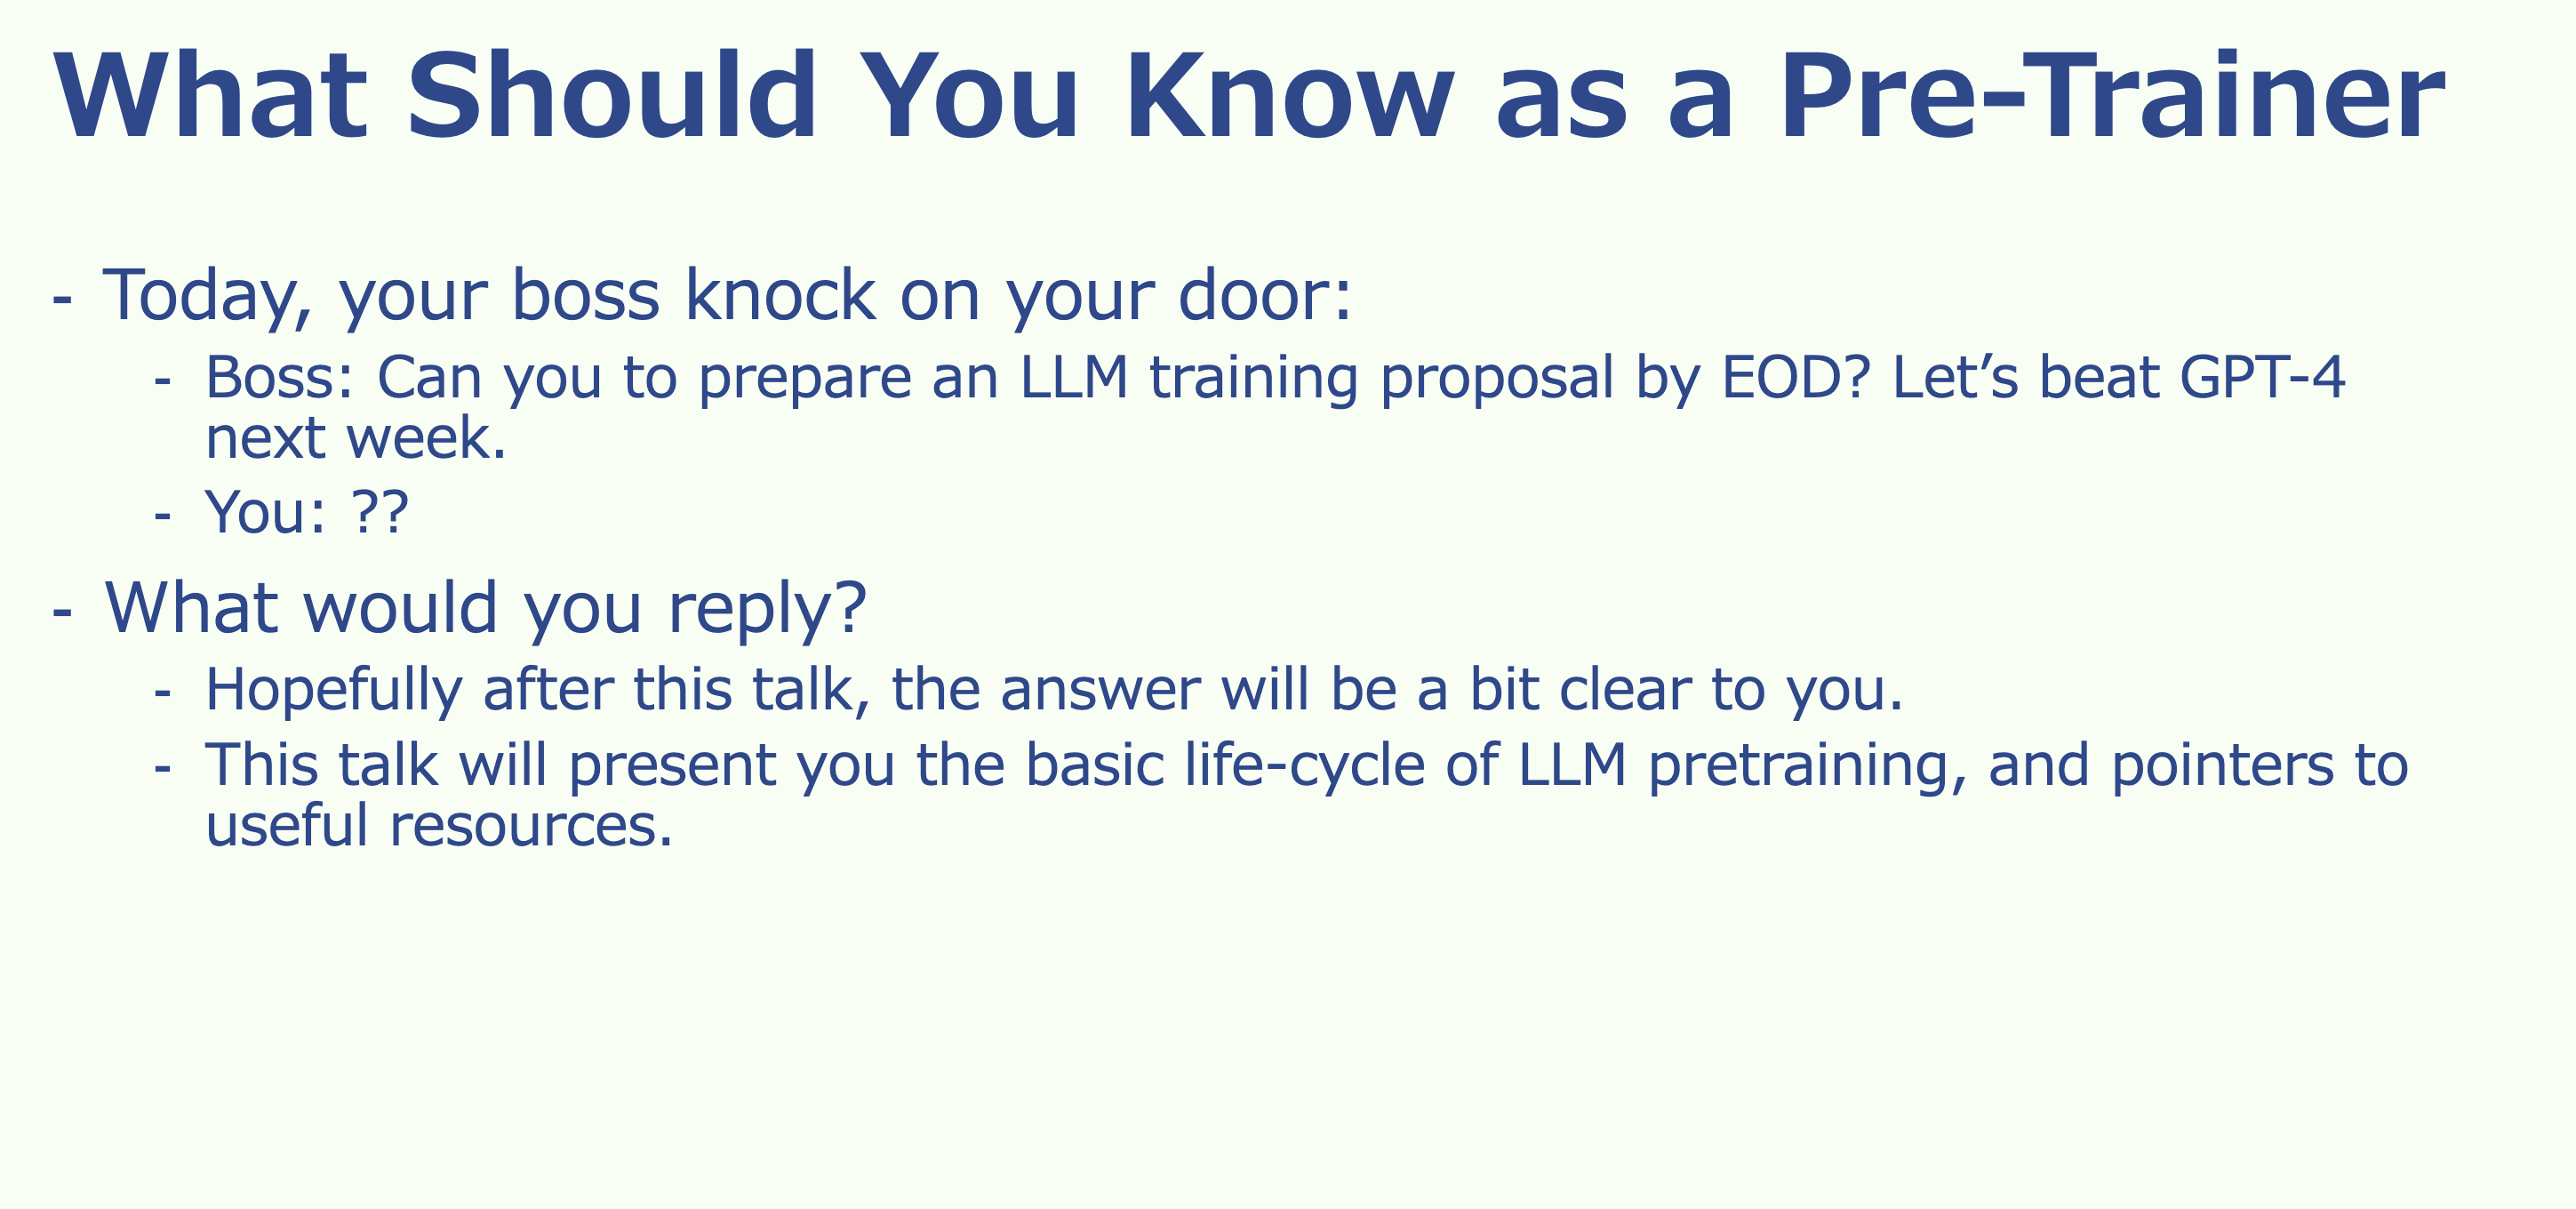 What Should You Know as a Pre-Trainer
- Today, your boss knock on your door:
- Boss: Can you to prepare an LLM training proposal by EOD? Let’s beat GPT-4
next week.
- You: ??
- What would you reply?
- Hopefully after this talk, the answer will be a bit clear to you.
- This talk will present you the basic life-cycle of LLM pretraining, and pointers to
useful resources.